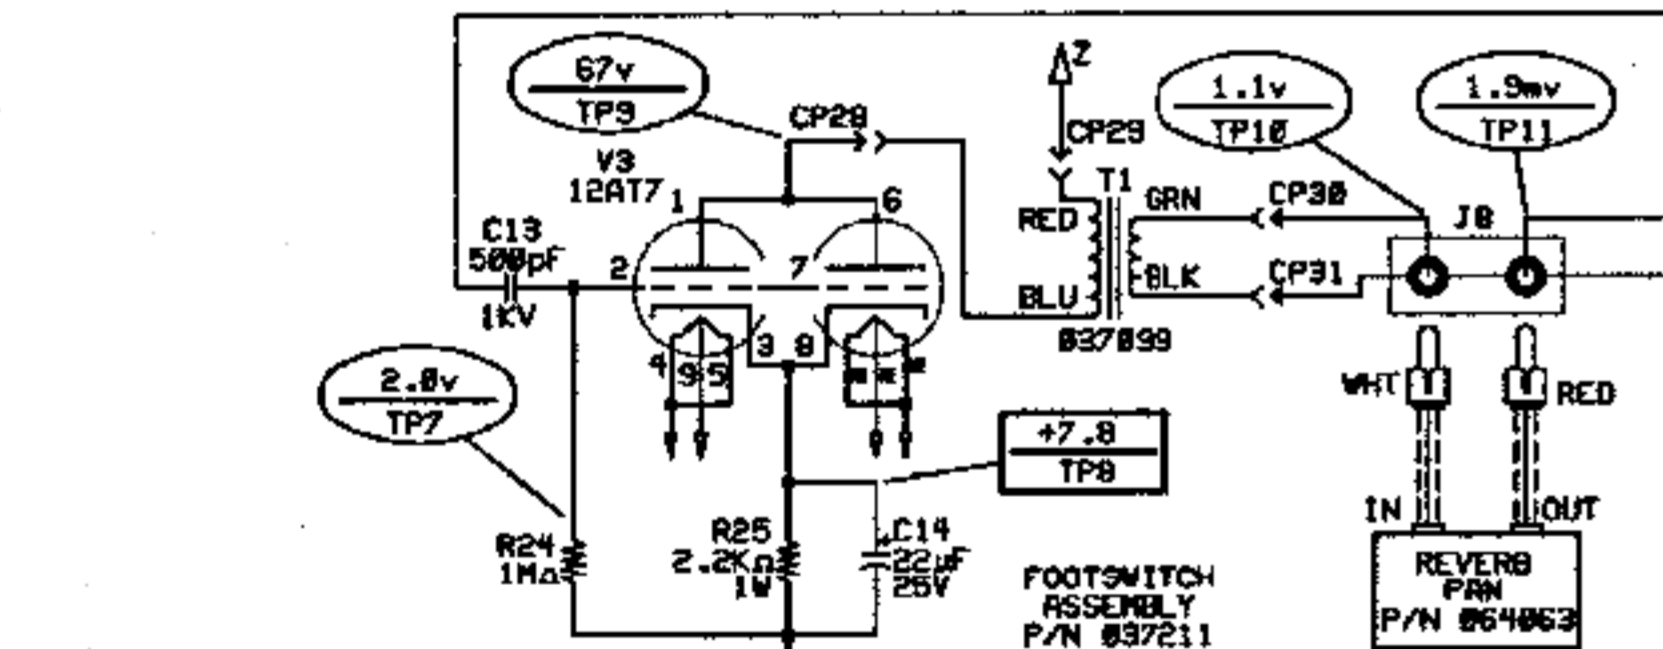 67v
TP9
CP28
Z
CP29
1.1v
TP10
1.9mv
TP11
V3
12AT7
1
6
T1
RED
GRN
CP30
J8
C13
500pF
1KV
2
7
BLU
BLK
CP31
037099
4
9
5
3
8
2.0v
TP7
WHT
RED
+7.8
TP8
IN
OUT
R24
1MΩ
R25
2.2KΩ
1W
C14
22µF
25V
FOOTSWITCH
ASSEMBLY
P/N 037211
REVERB
PAN
P/N 064063